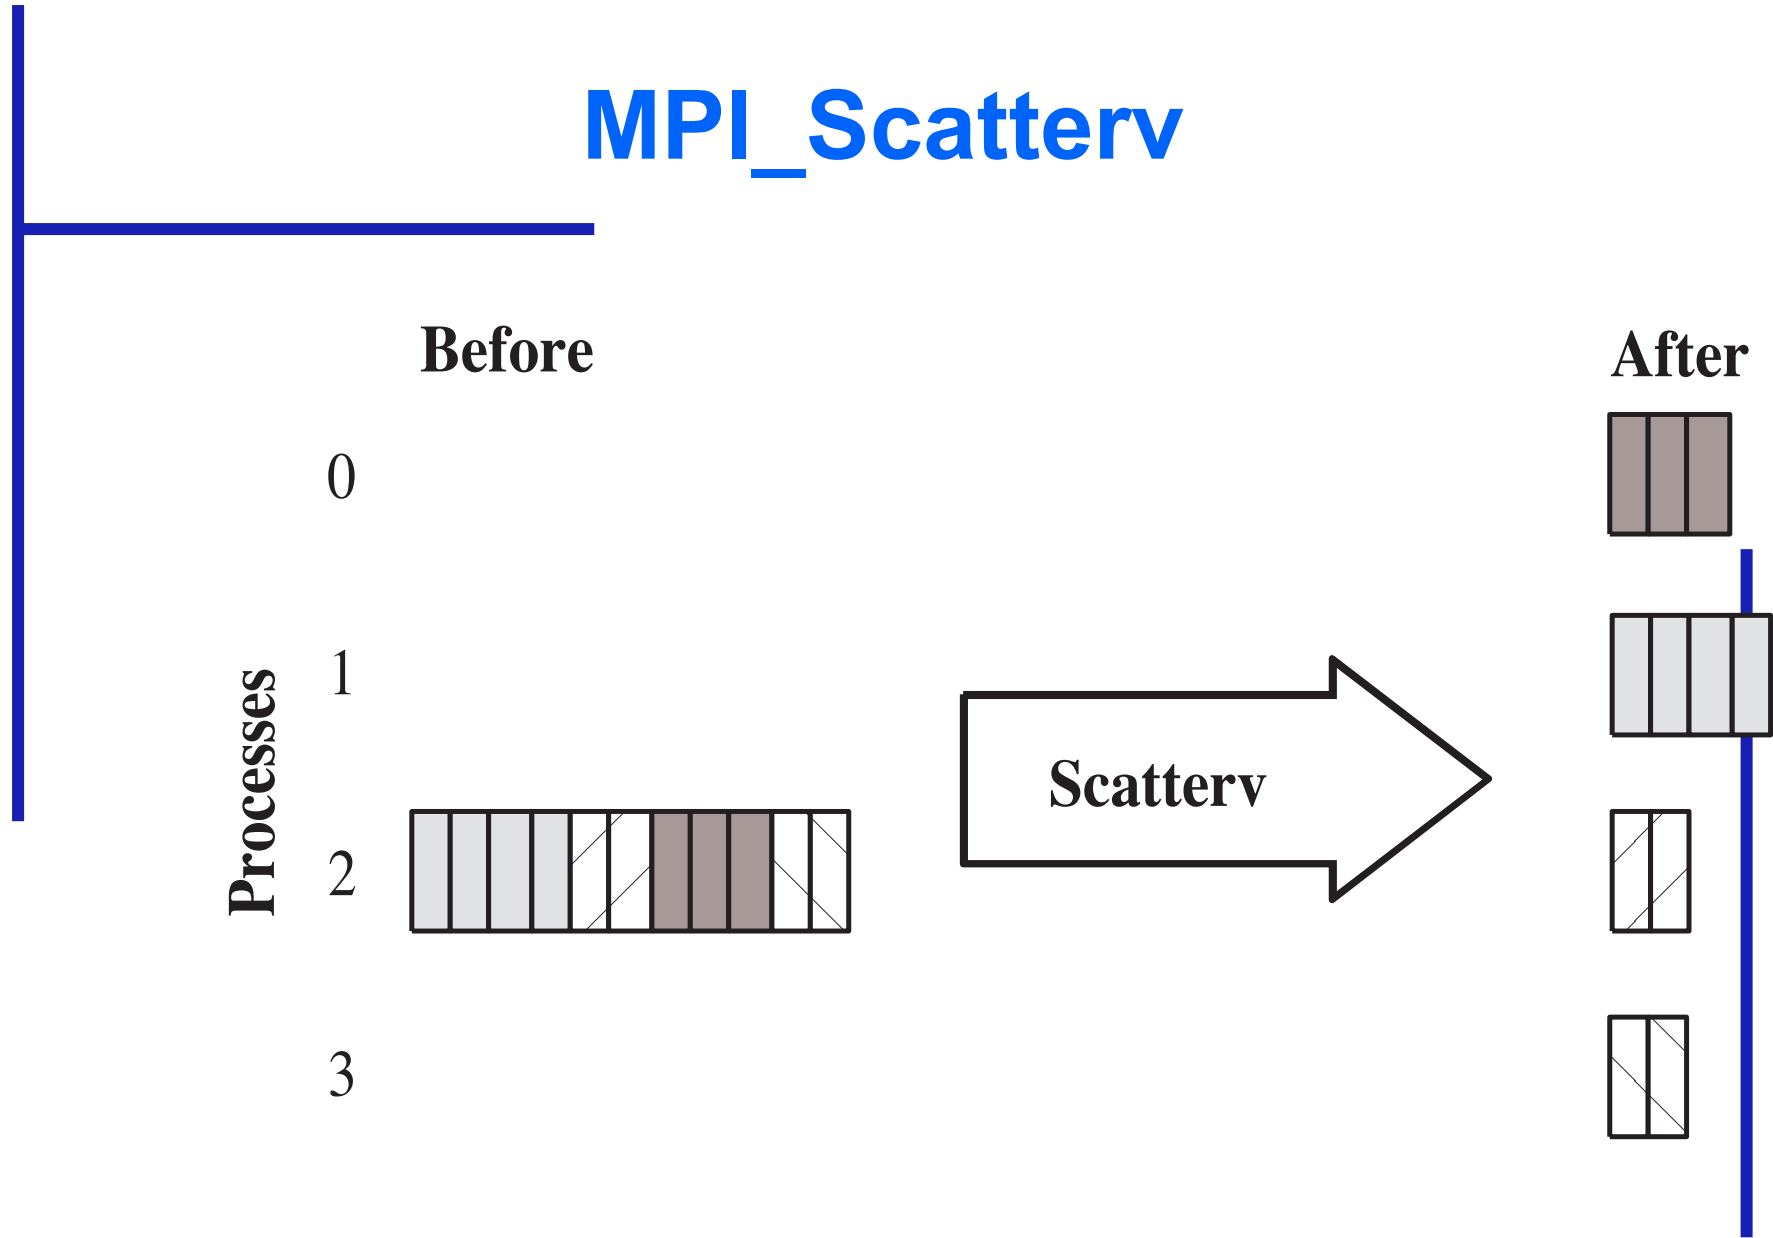 MPI_Scatterv
Before
After
Processes
0
1
2
3
Scatterv